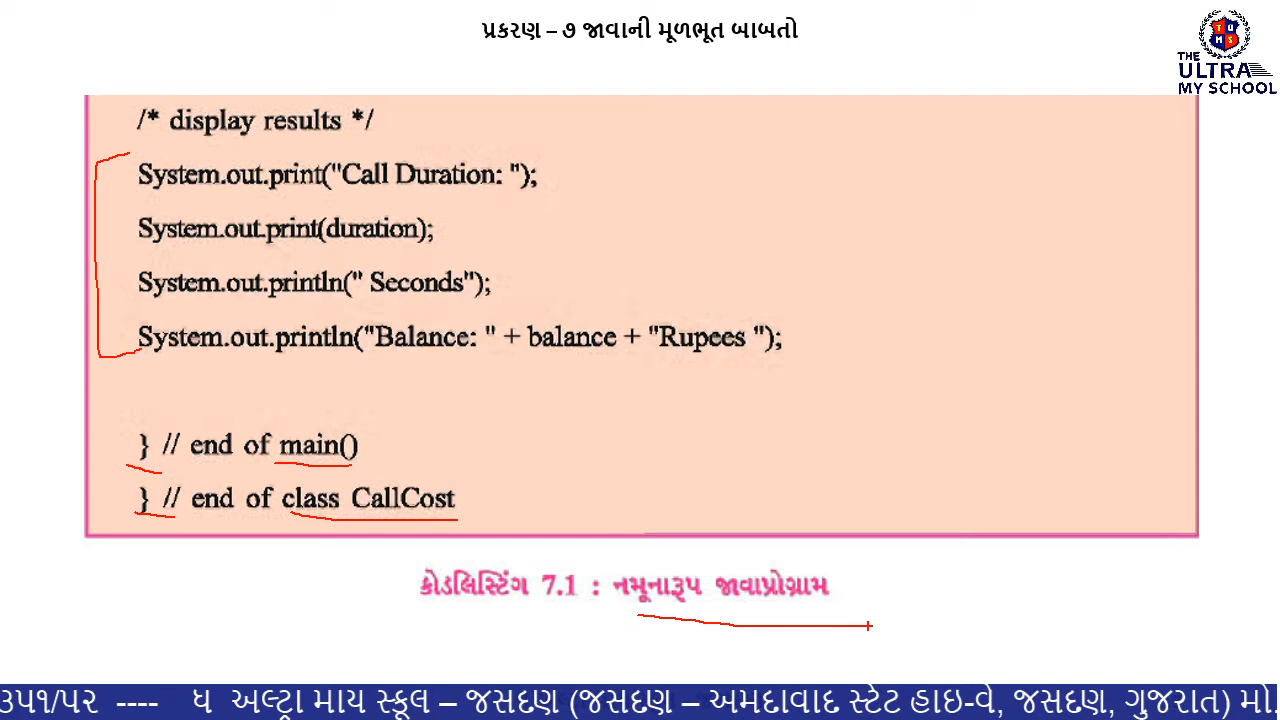 પ્રકરણ – ૭ જાવાની મૂળભૂત બાબતો
TUMS
THE
ULTRA
MY SCHOOL
/* display results */
System.out.print("Call Duration: ");
System.out.print(duration);
System.out.println(" Seconds");
System.out.println("Balance: " + balance + "Rupees ");
} // end of main()
} // end of class CallCost
કોડલિસ્ટિંગ 7.1 : નમૂનારૂપ જાવાપ્રોગ્રામ
૩૫૧/૫૨ ---- ધ અલ્ટ્રા માય સ્કૂલ – જસદણ (જસદણ – અમદાવાદ સ્ટેટ હાઇ-વે, જસદણ, ગુજરાત) મો.